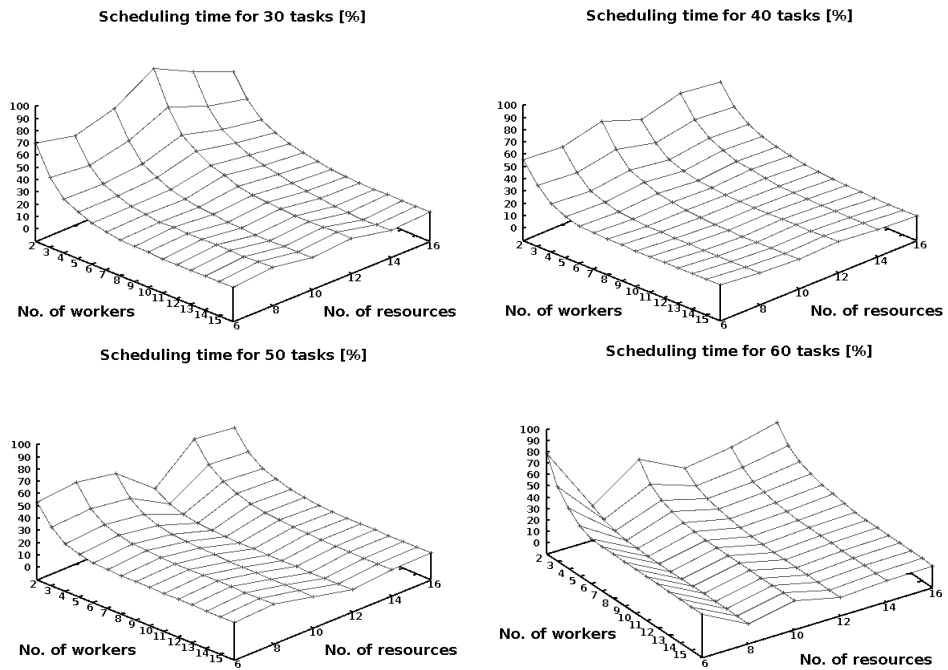 Scheduling time for 30 tasks [%]
100
90
80
70
60
50
40
30
20
10
0
2 3 4 5 6 7 8 9 10 11 12 13 14 15
6 8 10 12 14 16
No. of workers
No. of resources
Scheduling time for 40 tasks [%]
100
90
80
70
60
50
40
30
20
10
0
2 3 4 5 6 7 8 9 10 11 12 13 14 15
6 8 10 12 14 16
No. of workers
No. of resources
Scheduling time for 50 tasks [%]
100
90
80
70
60
50
40
30
20
10
0
2 3 4 5 6 7 8 9 10 11 12 13 14 15
6 8 10 12 14 16
No. of workers
No. of resources
Scheduling time for 60 tasks [%]
100
90
80
70
60
50
40
30
20
10
0
2 3 4 5 6 7 8 9 10 11 12 13 14 15
6 8 10 12 14 16
No. of workers
No. of resources